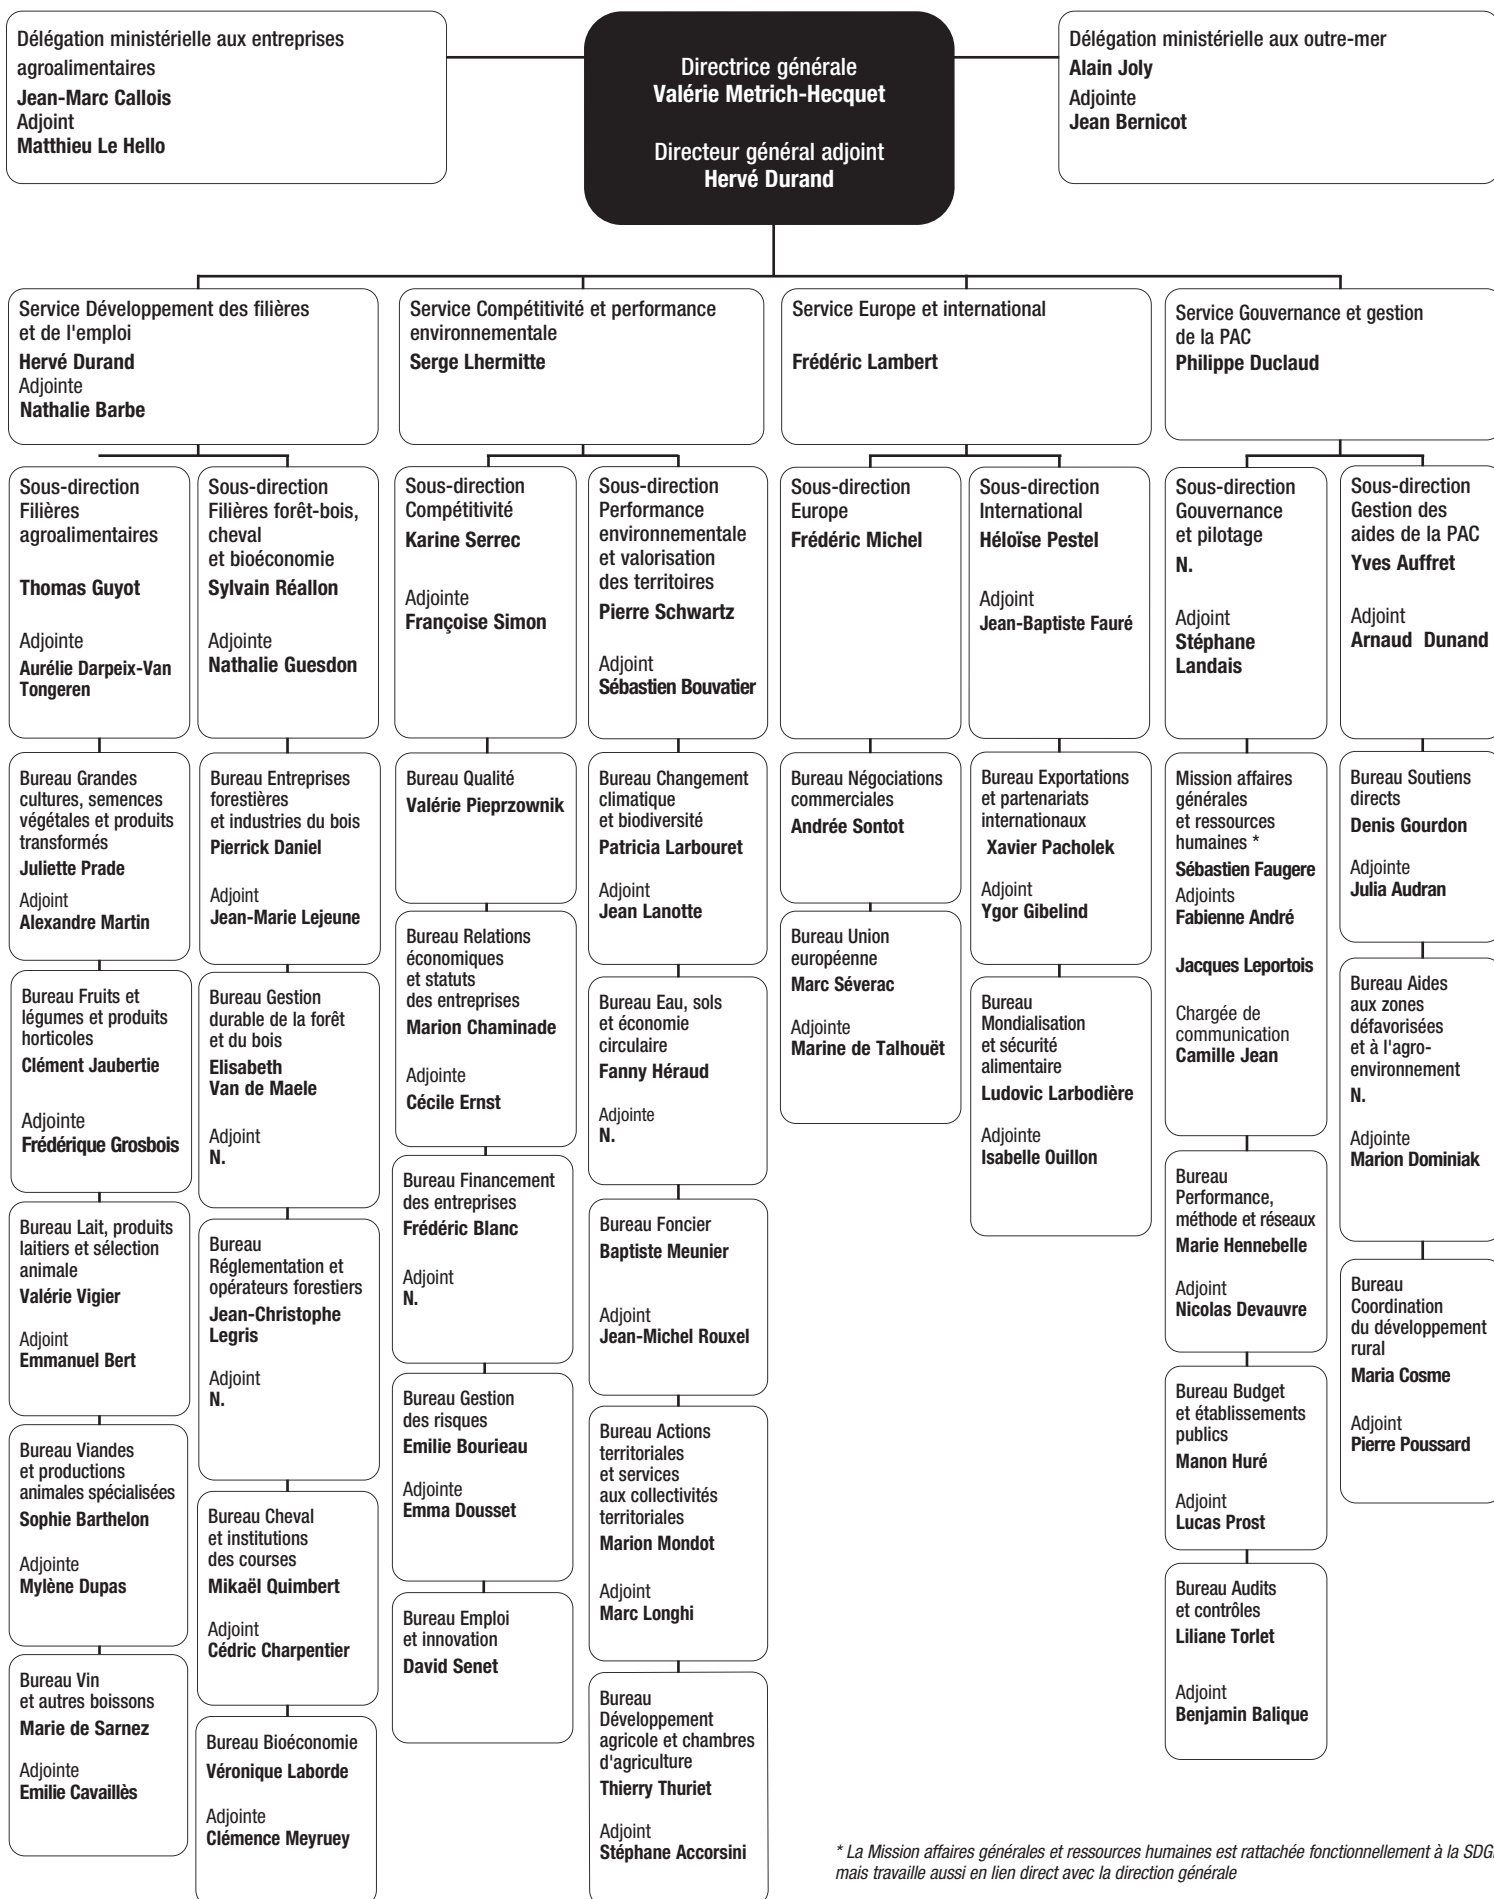 Délégation ministérielle aux entreprises
agroalimentaires
Jean-Marc Callois
Adjoint
Matthieu Le Hello
Directrice générale
Valérie Metrich-Hecquet
Directeur général adjoint
Hervé Durand
Délégation ministérielle aux outre-mer
Alain Joly
Adjointe
Jean Bernicot
Service Développement des filières
et de l'emploi
Hervé Durand
Adjointe
Nathalie Barbe
Service Compétitivité et performance
environnementale
Serge Lhermitte
Service Europe et international
Frédéric Lambert
Service Gouvernance et gestion
de la PAC
Philippe Duclaud
Sous-direction
Filières
agroalimentaires
Thomas Guyot
Adjointe
Aurélie Darpeix-Van
Tongeren
Sous-direction
Filières forêt-bois,
cheval
et bioéconomie
Sylvain Réallon
Adjointe
Nathalie Guesdon
Sous-direction
Compétitivité
Karine Serrec
Adjointe
Françoise Simon
Sous-direction
Performance
environnementale
et valorisation
des territoires
Pierre Schwartz
Adjoint
Sébastien Bouvatier
Sous-direction
Europe
Frédéric Michel
Sous-direction
International
Héloïse Pestel
Adjoint
Jean-Baptiste Fauré
Sous-direction
Gouvernance
et pilotage
N.
Adjoint
Stéphane
Landais
Sous-direction
Gestion des
aides de la PAC
Yves Auffret
Adjoint
Arnaud Dunand
Bureau Grandes
cultures, semences
végétales et produits
transformés
Juliette Prade
Adjoint
Alexandre Martin
Bureau Fruits et
légumes et produits
horticoles
Clément Jaubertie
Adjointe
Frédérique Grosbois
Bureau Lait, produits
laitiers et sélection
animale
Valérie Vigier
Adjoint
Emmanuel Bert
Bureau Viandes
et productions
animales spécialisées
Sophie Barthelon
Adjointe
Mylène Dupas
Bureau Vin
et autres boissons
Marie de Sarnez
Adjointe
Emilie Cavaillès
Bureau Entreprises
forestières
et industries du bois
Pierrick Daniel
Adjoint
Jean-Marie Lejeune
Bureau Gestion
durable de la forêt
et du bois
Elisabeth
Van de Maele
Adjoint
N.
Bureau
Réglementation et
opérateurs forestiers
Jean-Christophe
Legris
Adjoint
N.
Bureau Cheval
et institutions
des courses
Mikaël Quimbert
Adjoint
Cédric Charpentier
Bureau Bioéconomie
Véronique Laborde
Adjointe
Clémence Meyruey
Bureau Qualité
Valérie Pieprzownik
Bureau Relations
économiques
et statuts
des entreprises
Marion Chaminade
Adjointe
Cécile Ernst
Bureau Financement
des entreprises
Frédéric Blanc
Adjoint
N.
Bureau Gestion
des risques
Emilie Bourieau
Adjointe
Emma Dousset
Bureau Emploi
et innovation
David Senet
Bureau Changement
climatique
et biodiversité
Patricia Larbouret
Adjoint
Jean Lanotte
Bureau Eau, sols
et économie
circulaire
Fanny Héraud
Adjointe
N.
Bureau Foncier
Baptiste Meunier
Adjoint
Jean-Michel Rouxel
Bureau Actions
territoriales
et services
aux collectivités
territoriales
Marion Mondot
Adjoint
Marc Longhi
Bureau
Développement
agricole et chambres
d'agriculture
Thierry Thuriet
Adjoint
Stéphane Accorsini
Bureau Négociations
commerciales
Andrée Sontot
Bureau Union
européenne
Marc Séverac
Adjointe
Marine de Talhouët
Bureau Exportations
et partenariats
internationaux
Xavier Pacholek
Adjoint
Ygor Gibelind
Bureau
Mondialisation
et sécurité
alimentaire
Ludovic Larbodière
Adjointe
Isabelle Ouillon
Mission affaires
générales
et ressources
humaines *
Sébastien Faugere
Adjoints
Fabienne André
Jacques Leportois
Chargée de
communication
Camille Jean
Bureau
Performance,
méthode et réseaux
Marie Hennebelle
Adjoint
Nicolas Devauvre
Bureau Budget
et établissements
publics
Manon Huré
Adjoint
Lucas Prost
Bureau Audits
et contrôles
Liliane Torlet
Adjoint
Benjamin Balique
Bureau Soutiens
directs
Denis Gourdon
Adjointe
Julia Audran
Bureau Aides
aux zones
défavorisées
et à l'agro-
environnement
N.
Adjointe
Marion Dominiak
Bureau
Coordination
du développement
rural
Maria Cosme
Adjoint
Pierre Poussard
* La Mission affaires générales et ressources humaines est rattachée fonctionnellement à la
mais travaille aussi en lien direct avec la direction générale